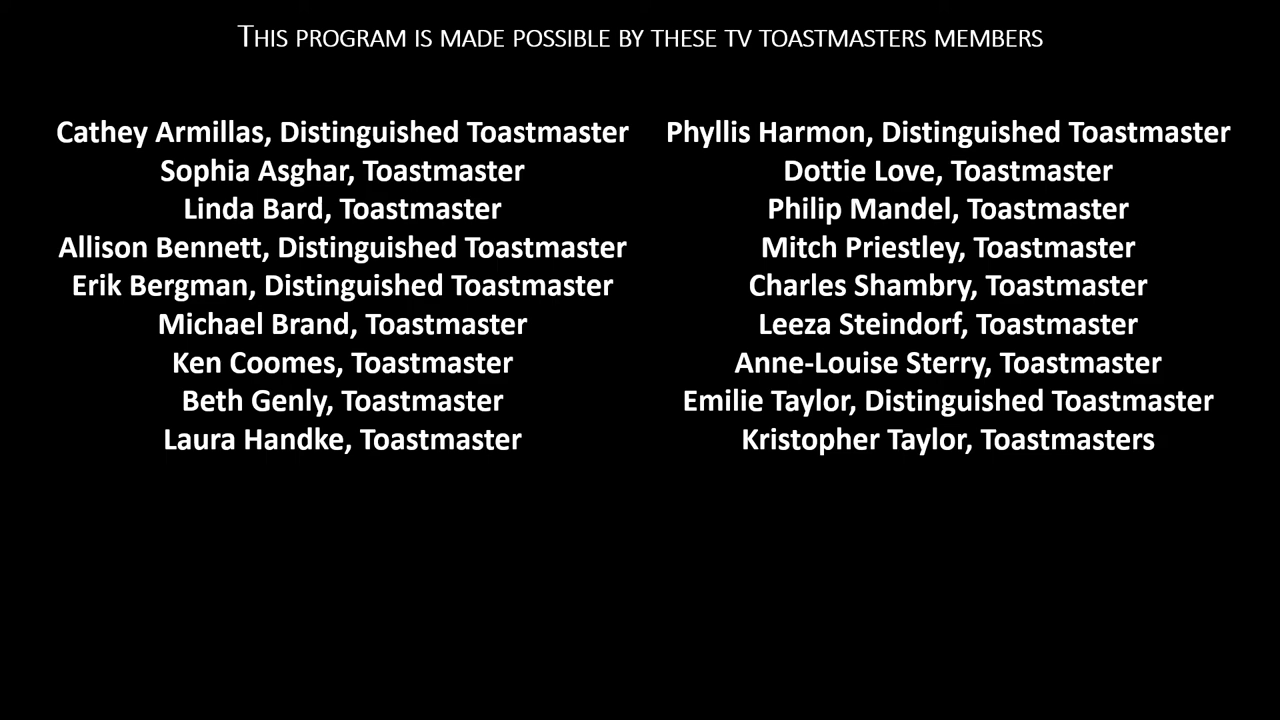 THIS PROGRAM IS MADE POSSIBLE BY THESE TV TOASTMASTERS MEMBERS
Cathey Armillas, Distinguished Toastmaster
Sophia Asghar, Toastmaster
Linda Bard, Toastmaster
Allison Bennett, Distinguished Toastmaster
Erik Bergman, Distinguished Toastmaster
Michael Brand, Toastmaster
Ken Coomes, Toastmaster
Beth Genly, Toastmaster
Laura Handke, Toastmaster
Phyllis Harmon, Distinguished Toastmaster
Dottie Love, Toastmaster
Philip Mandel, Toastmaster
Mitch Priestley, Toastmaster
Charles Shambry, Toastmaster
Leeza Steindorf, Toastmaster
Anne-Louise Sterry, Toastmaster
Emilie Taylor, Distinguished Toastmaster
Kristopher Taylor, Toastmasters